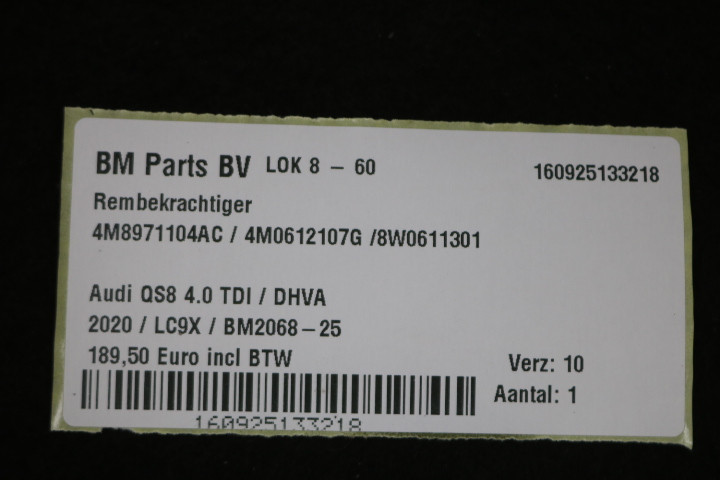 BM Parts BV LOK 8 - 60
160925133218
Rembekrachtiger
4M8971104AC / 4M0612107G /8W0611301
Audi QS8 4.0 TDI / DHVA
2020 / LC9X / BM2068-25
189,50 Euro incl BTW
Verz: 10
Aantal: 1
160925133218